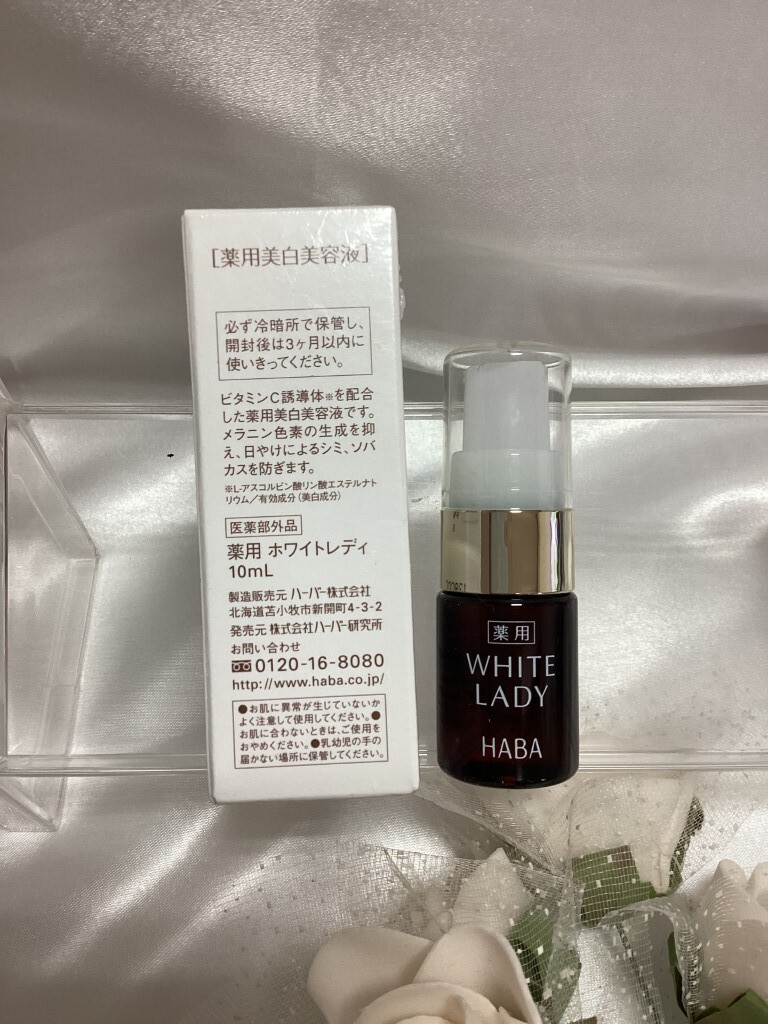 [薬用美白美容液]
必ず冷暗所で保管し、
開封後は3ヶ月以内に
使いきってください。
ビタミンC誘導体※を配合
した薬用美白美容液です。
メラニン色素の生成を抑
え、日やけによるシミ、ソバ
カスを防ぎます。
※L-アスコルビン酸リン酸エステルナト
リウム/有効成分(美白成分)
医薬部外品
薬用 ホワイトレディ
10mL
製造販売元 ハーバー株式会社
北海道苫小牧市新開町4-3-2
発売元 株式会社ハーバー研究所
お問い合わせ
0120-16-8080
http://www.haba.co.jp/
●お肌に異常が生じていないか
よく注意して使用してください。●
お肌に合わないときは、ご使用を
おやめください。●乳幼児の手の
届かない場所に保管してください。
薬用
WHITE
LADY
HABA